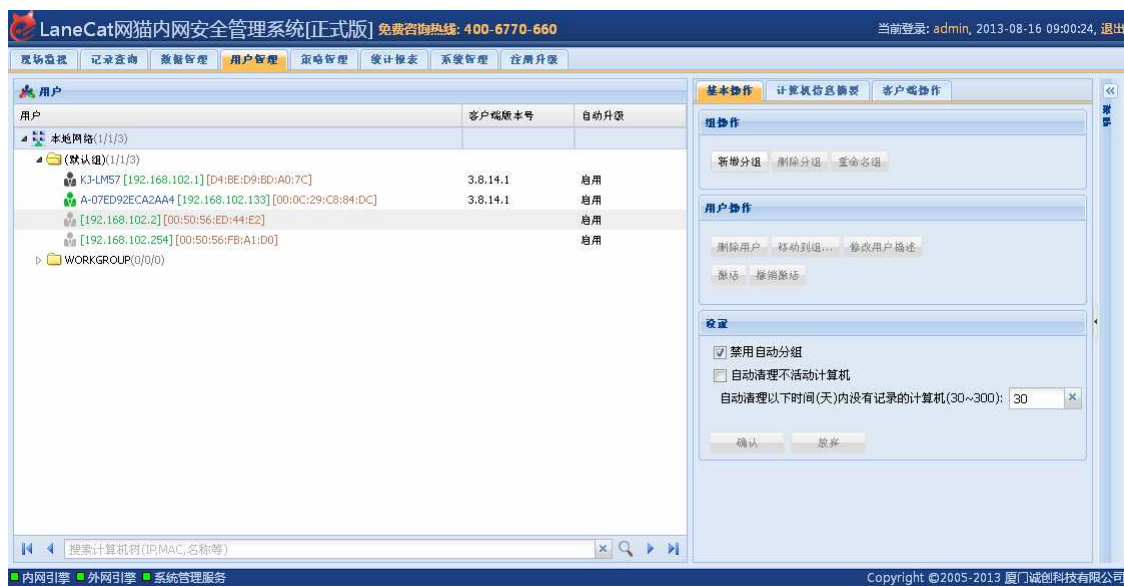 LaneCat网猫内网安全管理系统[正式版] 免费咨询热线: 400-6770-660
当前登录: admin, 2013-08-16 09:00:24, 退出
现场监视 记录查询 数据管理 用户管理 策略管理 统计报表 系统管理 注册升级
用户
用户 客户端版本号 自动升级
本地网络(1/1/3)
(默认组)(1/1/3)
KJ-LM57 [192.168.102.1] [D4:BE:D9:BD:A0:7C] 3.8.14.1 启用
A-07ED92ECA2AA4 [192.168.102.133] [00:0C:29:C8:84:DC] 3.8.14.1 启用
[192.168.102.2] [00:50:56:ED:44:E2] 启用
[192.168.102.254] [00:50:56:FB:A1:D0] 启用
WORKGROUP(0/0/0)
搜索计算机树(IP,MAC,名称等)
基本操作 计算机信息摘要 客户端操作
组操作
新增分组 删除分组 重命名组
用户操作
删除用户 移动到组... 修改用户描述
激活 撤销激活
设置
禁用自动分组
自动清理不活动计算机
自动清理以下时间(天)内没有记录的计算机(30~300): 30
确认 放弃
内网引擎 外网引擎 系统管理服务
Copyright ©2005-2013 厦门诚创科技有限公司